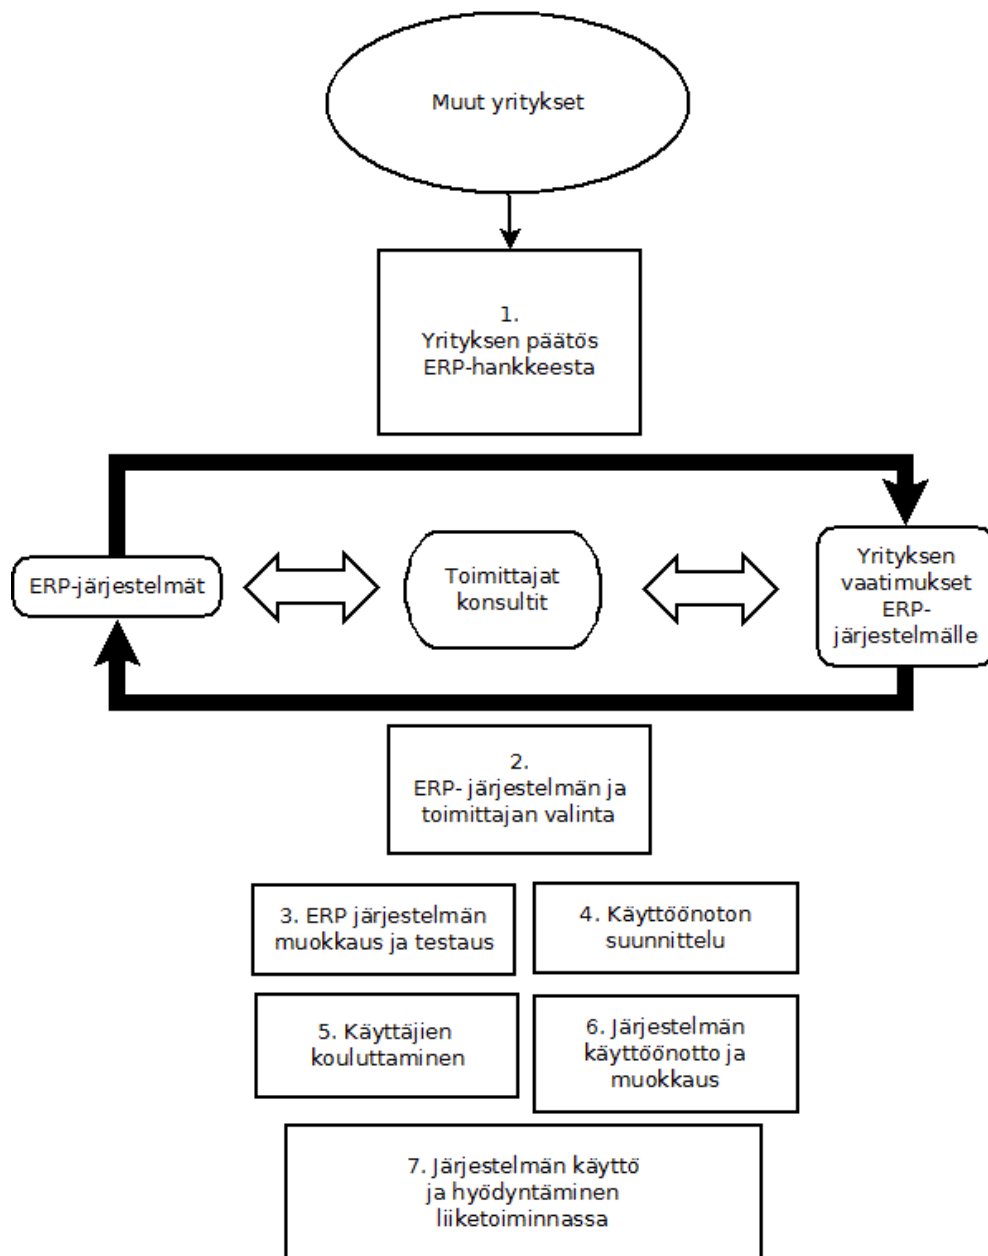 Muut yritykset
1.
Yrityksen päätös
ERP-hankkeesta
ERP-järjestelmät
Toimittajat
konsultit
Yrityksen
vaatimukset
ERP-
järjestelmälle
2.
ERP- järjestelmän ja
toimittajan valinta
3. ERP järjestelmän
muokkaus ja testaus
4. Käyttöönoton
suunnittelu
5. Käyttäjien
kouluttaminen
6. Järjestelmän
käyttöönotto ja
muokkaus
7. Järjestelmän käyttö
ja hyödyntäminen
liiketoiminnassa